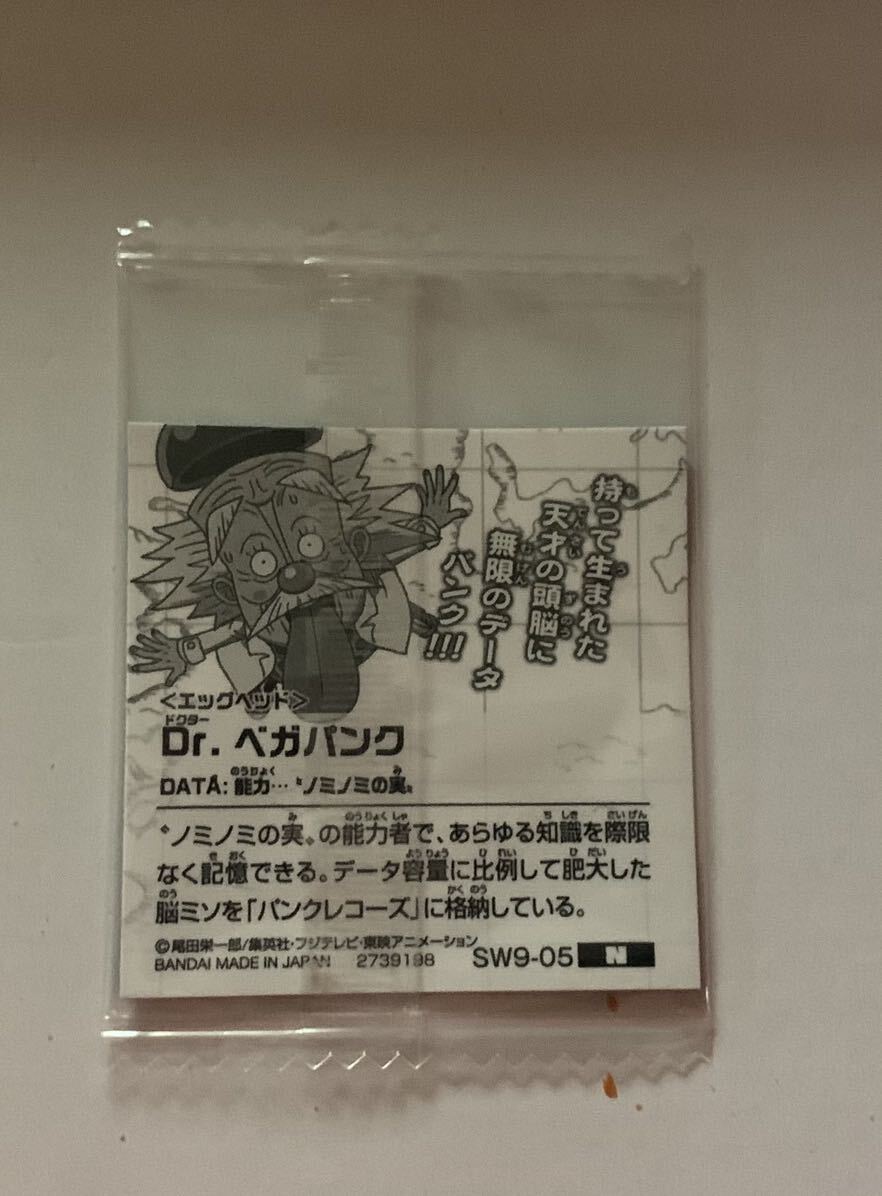 持って生まれた
天才の頭脳に
無限のデータ
バンク!!!
<エッグヘッド>
Dr. ベガパンク
DATA: 能力…〝ノミノミの実〟
〝ノミノミの実〟の能力者で、あらゆる知識を際限
なく記憶できる。データ容量に比例して肥大した
脳ミソを「パンクレコーズ」に格納している。
©尾田栄一郎/集英社・フジテレビ・東映アニメーション
BANDAI MADE IN JAPAN 2739198 SW9-05 N